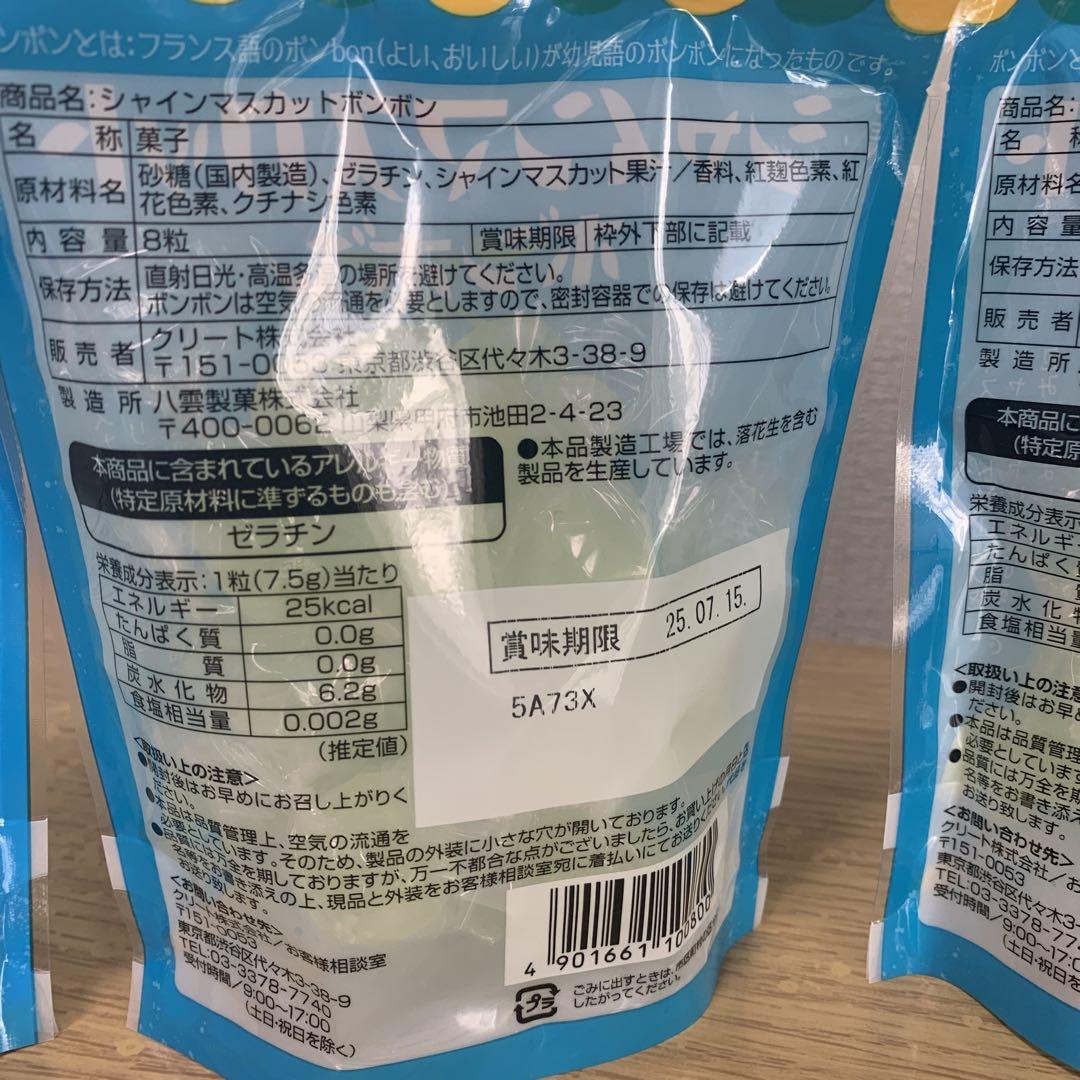 ンボンとは：フランス語のボンbon(よい、おいしい)が幼児語のボンボンになったものです。
商品名：シャインマスカットボンボン
名 称 菓子
原材料名 砂糖(国内製造)、ゼラチン、シャインマスカット果汁／香料、紅麹色素、紅
花色素、クチナシ色素
内容量 8粒 賞味期限 枠外下部に記載
保存方法 直射日光・高温多湿の場所を避けてください。
ボンボンは空気の流通を必要としますので、密封容器での保存は避けてください。
販売者 クリート株式会社
〒151-0053 東京都渋谷区代々木3-38-9
製造所 八雲製菓株式会社
〒400-0062 山梨県甲府市池田2-4-23
本商品に含まれているアレルギー物質
(特定原材料に準ずるものも含む)
ゼラチン
●本品製造工場では、落花生を含む
製品を生産しています。
栄養成分表示：1粒(7.5g)当たり
エネルギー 25kcal
たんぱく質 0.0g
脂質 0.0g
炭水化物 6.2g
食塩相当量 0.002g
(推定値)
賞味期限 25.07.15.
5A73X
<取扱い上の注意>
●開封後はお早めにお召し上がりく
ださい。
●本品は品質管理上、空気の流通を
必要としています。そのため、製品の外装に小さな穴が開いております。
●品質には万全を期しておりますが、万一不都合な点がございましたら、お買い上げの月日と店
名等をお書き添えの上、現品と外装をお客様相談室宛に着払いにてお送りください。
お送り致します。
<お問い合わせ先>
クリート株式会社／お客様相談室
〒151-0053
東京都渋谷区代々木3-38-9
TEL:03-3378-7740
受付時間／9:00〜17:00
(土日・祝日を除く)
4 901661 100800
プラ
ごみに出すときは、市区町村の区分に
したがってください。
ボンボンと
商品名：
名
原材料名
内容量
保存方法
販売者
製造所
本商品に
(特定原
栄養成分表示
エネルギ
たんぱく
脂
炭水化
食塩相当
<取扱い上の注意
●開封後はお早め
ださい。
●本品は品質管理
必要としています
●品質には万全を期
名等をお書き添え
お送り致します。
<お問い合わせ先>
クリート株式会社／お
〒151-0053
東京都渋谷区代々木3
TEL:03-3378-77
受付時間／9:00〜17:0
(土日・祝日を